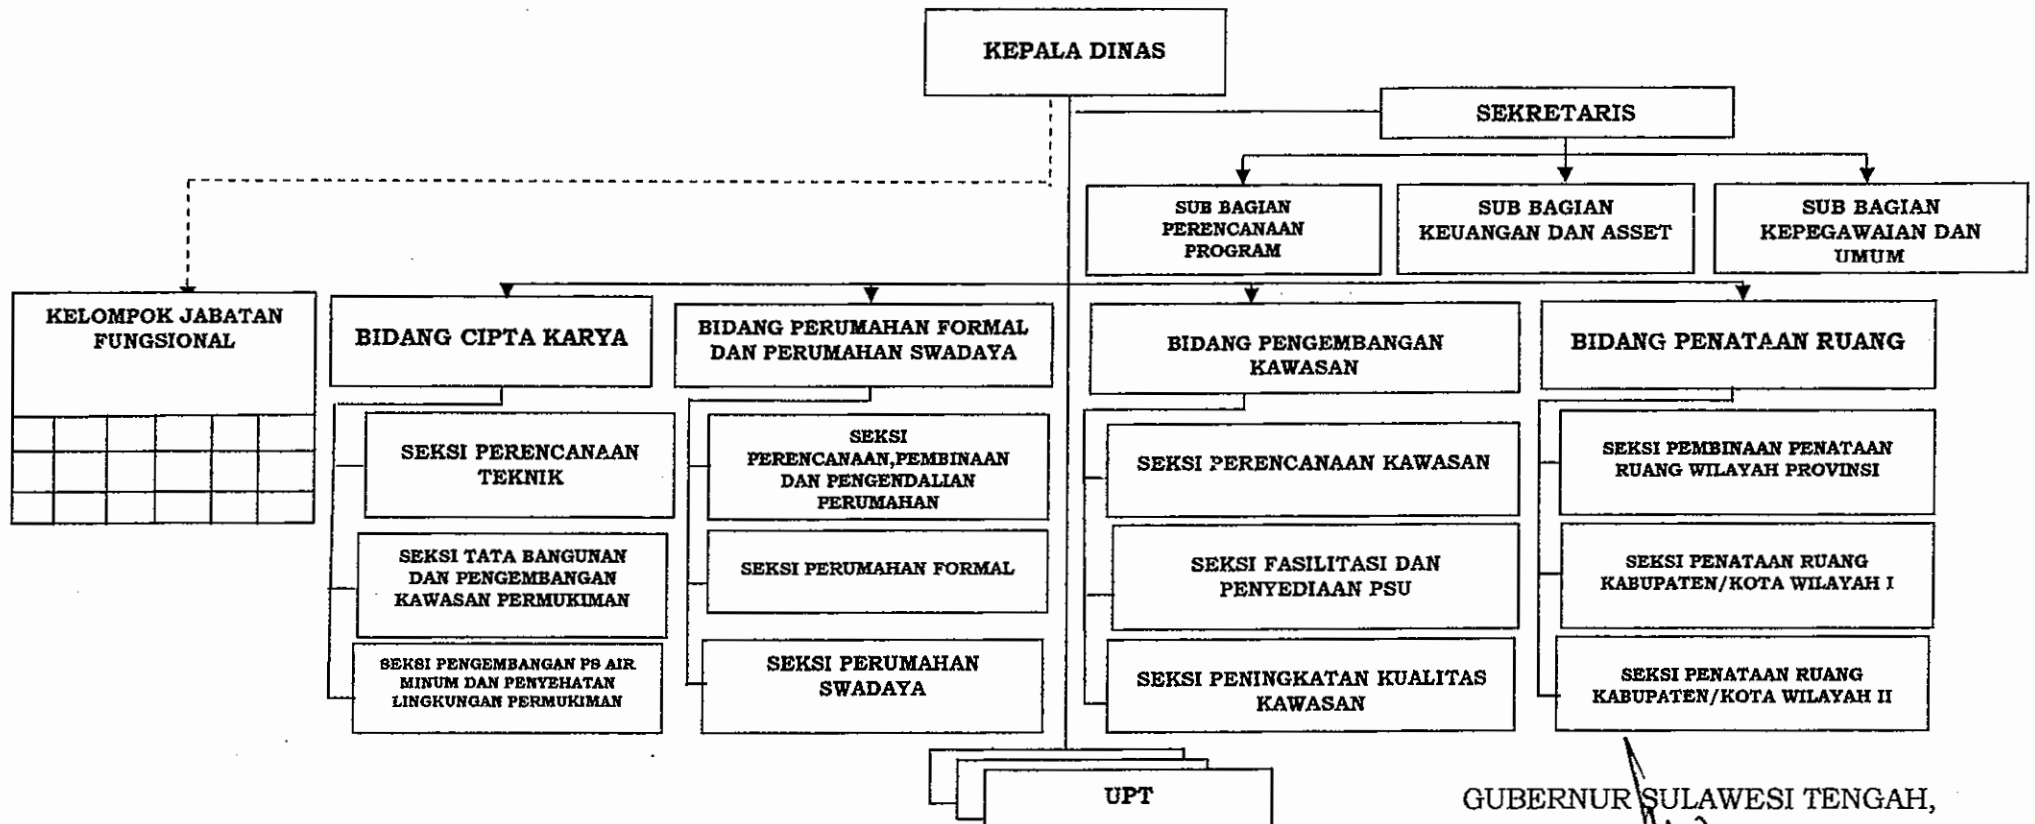 KEPALA DINAS
SEKRETARIS
SUB BAGIAN
PERENCANAAN
PROGRAM
SUB BAGIAN
KEUANGAN DAN ASSET
SUB BAGIAN
KEPEGAWAIAN DAN
UMUM
KELOMPOK JABATAN
FUNGSIONAL
BIDANG CIPTA KARYA
BIDANG PERUMAHAN FORMAL
DAN PERUMAHAN SWADAYA
BIDANG PENGEMBANGAN
KAWASAN
BIDANG PENATAAN RUANG
SEKSI PERENCANAAN
TEKNIK
SEKSI TATA BANGUNAN
DAN PENGEMBANGAN
KAWASAN PERMUKIMAN
SEKSI PENGEMBANGAN PS AIR
MINUM DAN PENYEHATAN
LINGKUNGAN PERMUKIMAN
SEKSI
PERENCANAAN,PEMBINAAN
DAN PENGENDALIAN
PERUMAHAN
SEKSI PERUMAHAN FORMAL
SEKSI PERUMAHAN
SWADAYA
SEKSI PERENCANAAN KAWASAN
SEKSI FASILITASI DAN
PENYEDIAAN PSU
SEKSI PENINGKATAN KUALITAS
KAWASAN
SEKSI PEMBINAAN PENATAAN
RUANG WILAYAH PROVINSI
SEKSI PENATAAN RUANG
KABUPATEN/KOTA WILAYAH I
SEKSI PENATAAN RUANG
KABUPATEN/KOTA WILAYAH II
UPT
GUBERNUR SULAWESI TENGAH,